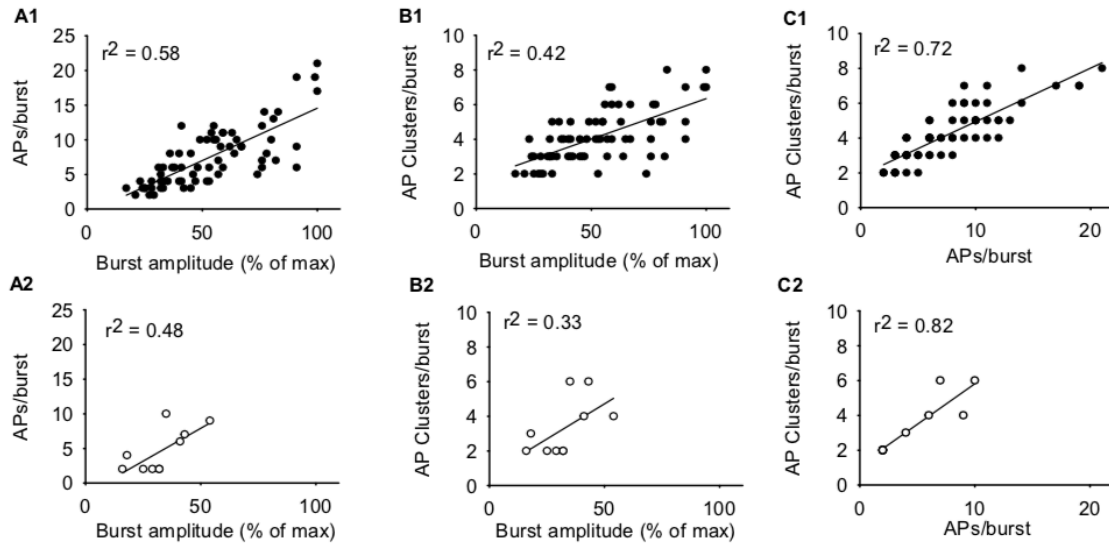 A1
r2 = 0.58
APs/burst
25
20
15
10
5
0
0 50 100
Burst amplitude (% of max)
B1
r2 = 0.42
AP Clusters/burst
10
8
6
4
2
0
0 50 100
Burst amplitude (% of max)
C1
r2 = 0.72
AP Clusters/burst
10
8
6
4
2
0
0 10 20
APs/burst
A2
r2 = 0.48
APs/burst
25
20
15
10
5
0
0 50 100
Burst amplitude (% of max)
B2
r2 = 0.33
AP Clusters/burst
10
8
6
4
2
0
0 50 100
Burst amplitude (% of max)
C2
r2 = 0.82
AP Clusters/burst
10
8
6
4
2
0
0 10 20
APs/burst